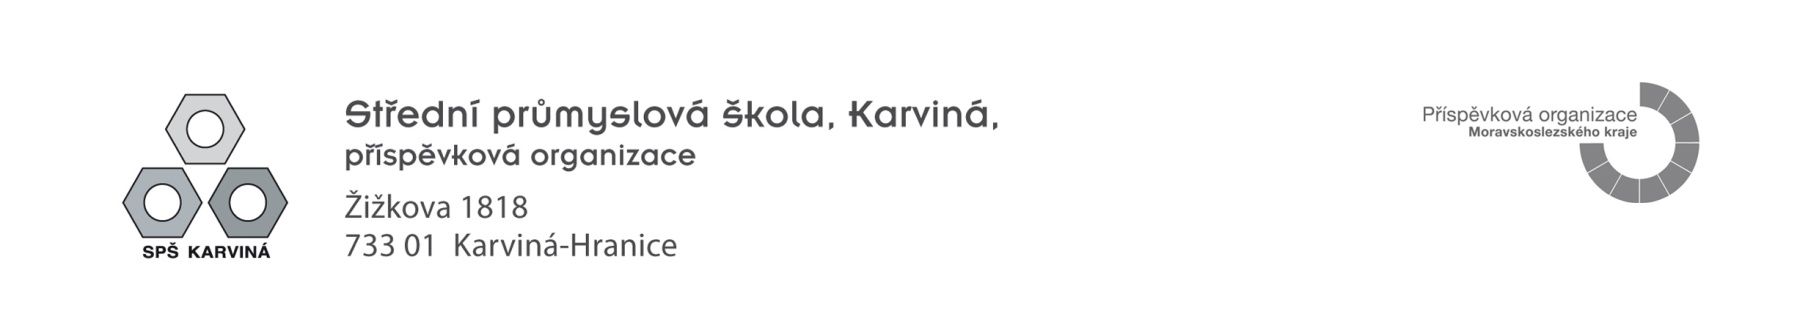 Střední průmyslová škola, Karviná,
příspěvková organizace
Žižkova 1818
733 01 Karviná-Hranice
SPŠ KARVINÁ
Příspěvková organizace
Moravskoslezského kraje